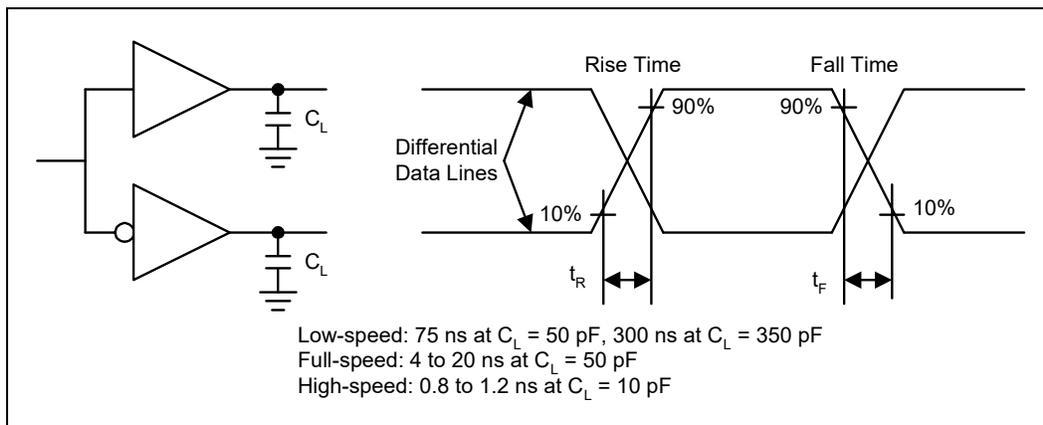 Rise Time
Fall Time
C_L
90%
90%
Differential
Data Lines
10%
10%
C_L
t_R
t_F
Low-speed: 75 ns at C_L = 50 pF, 300 ns at C_L = 350 pF
Full-speed: 4 to 20 ns at C_L = 50 pF
High-speed: 0.8 to 1.2 ns at C_L = 10 pF